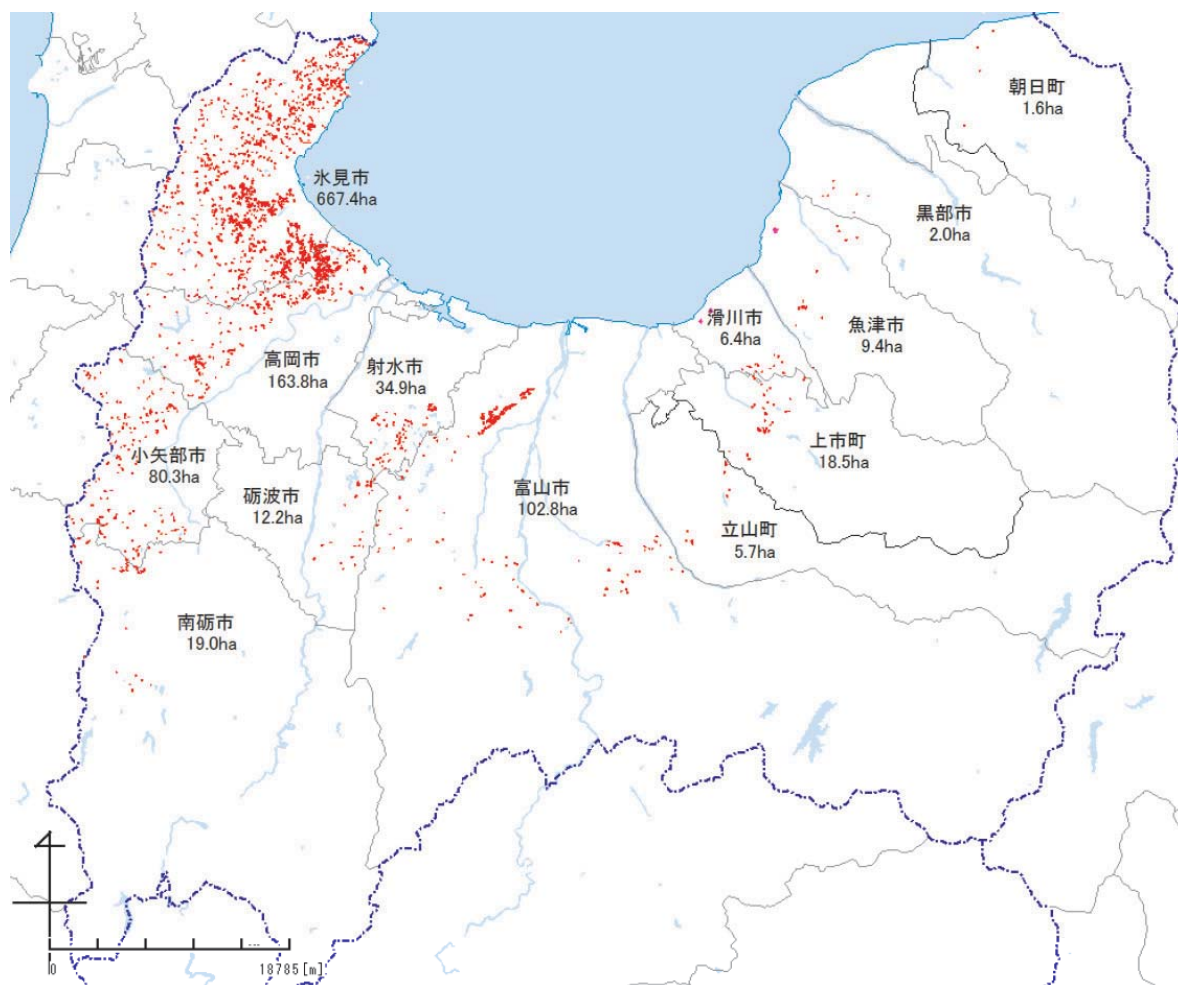 朝日町
1.6ha
氷見市
667.4ha
黒部市
2.0ha
滑川市
6.4ha
魚津市
9.4ha
高岡市
163.8ha
射水市
34.9ha
上市町
18.5ha
小矢部市
80.3ha
砺波市
12.2ha
富山市
102.8ha
立山町
5.7ha
南砺市
19.0ha
...
0 18785[m]